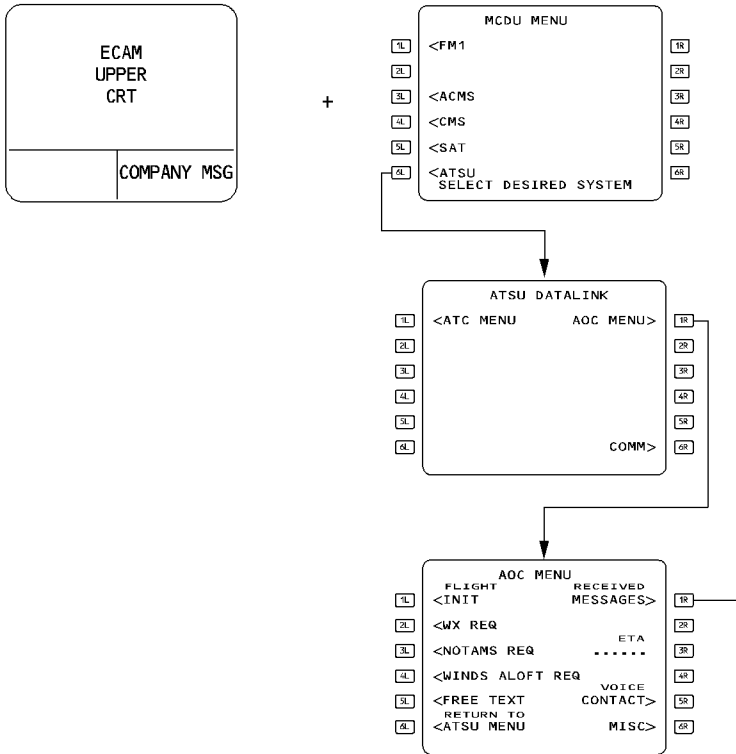 ECAM
UPPER
CRT
COMPANY MSG
+
MCDU MENU
1L <FM1 1R
2L 2R
3L <ACMS 3R
4L <CMS 4R
5L <SAT 5R
6L <ATSU 6R
SELECT DESIRED SYSTEM
ATSU DATALINK
1L <ATC MENU AOC MENU> 1R
2L 2R
3L 3R
4L 4R
5L 5R
6L COMM> 6R
AOC MENU
FLIGHT RECEIVED
1L <INIT MESSAGES> 1R
2L <WX REQ 2R
ETA
3L <NOTAMS REQ ------ 3R
4L <WINDS ALOFT REQ 4R
VOICE
5L <FREE TEXT CONTACT> 5R
RETURN TO
6L <ATSU MENU MISC> 6R